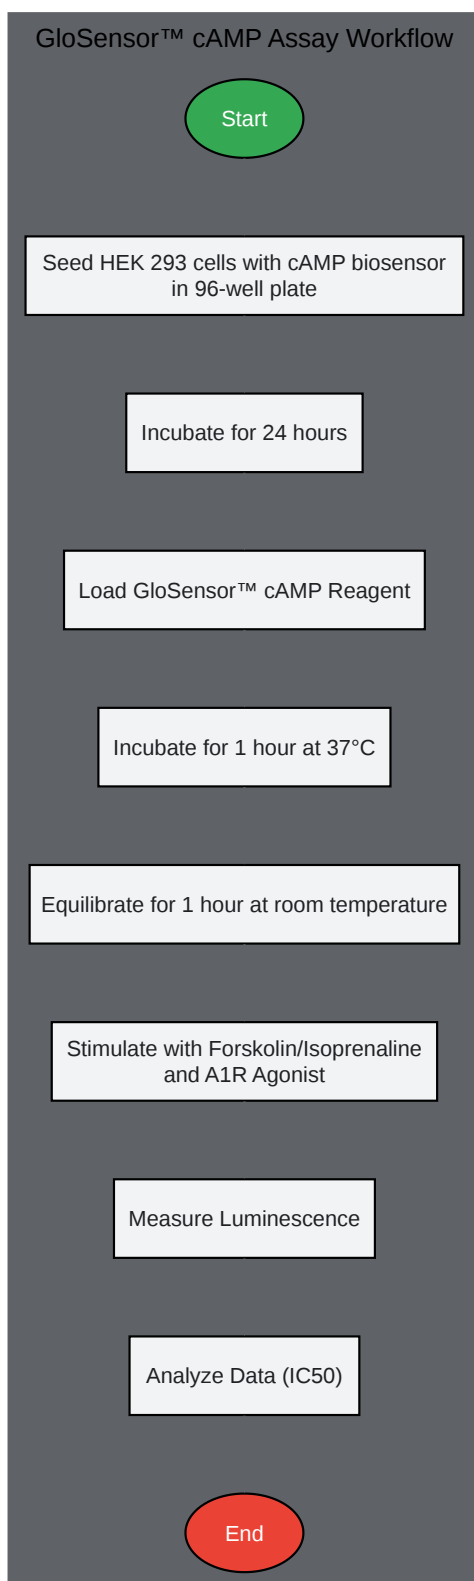 GloSensor™ cAMP Assay Workflow
Start
Seed HEK 293 cells with cAMP biosensor
in 96-well plate
Incubate for 24 hours
Load GloSensor™ cAMP Reagent
Incubate for 1 hour at 37°C
Equilibrate for 1 hour at room temperature
Stimulate with Forskolin/Isoprenaline
and A1R Agonist
Measure Luminescence
Analyze Data (IC50)
End